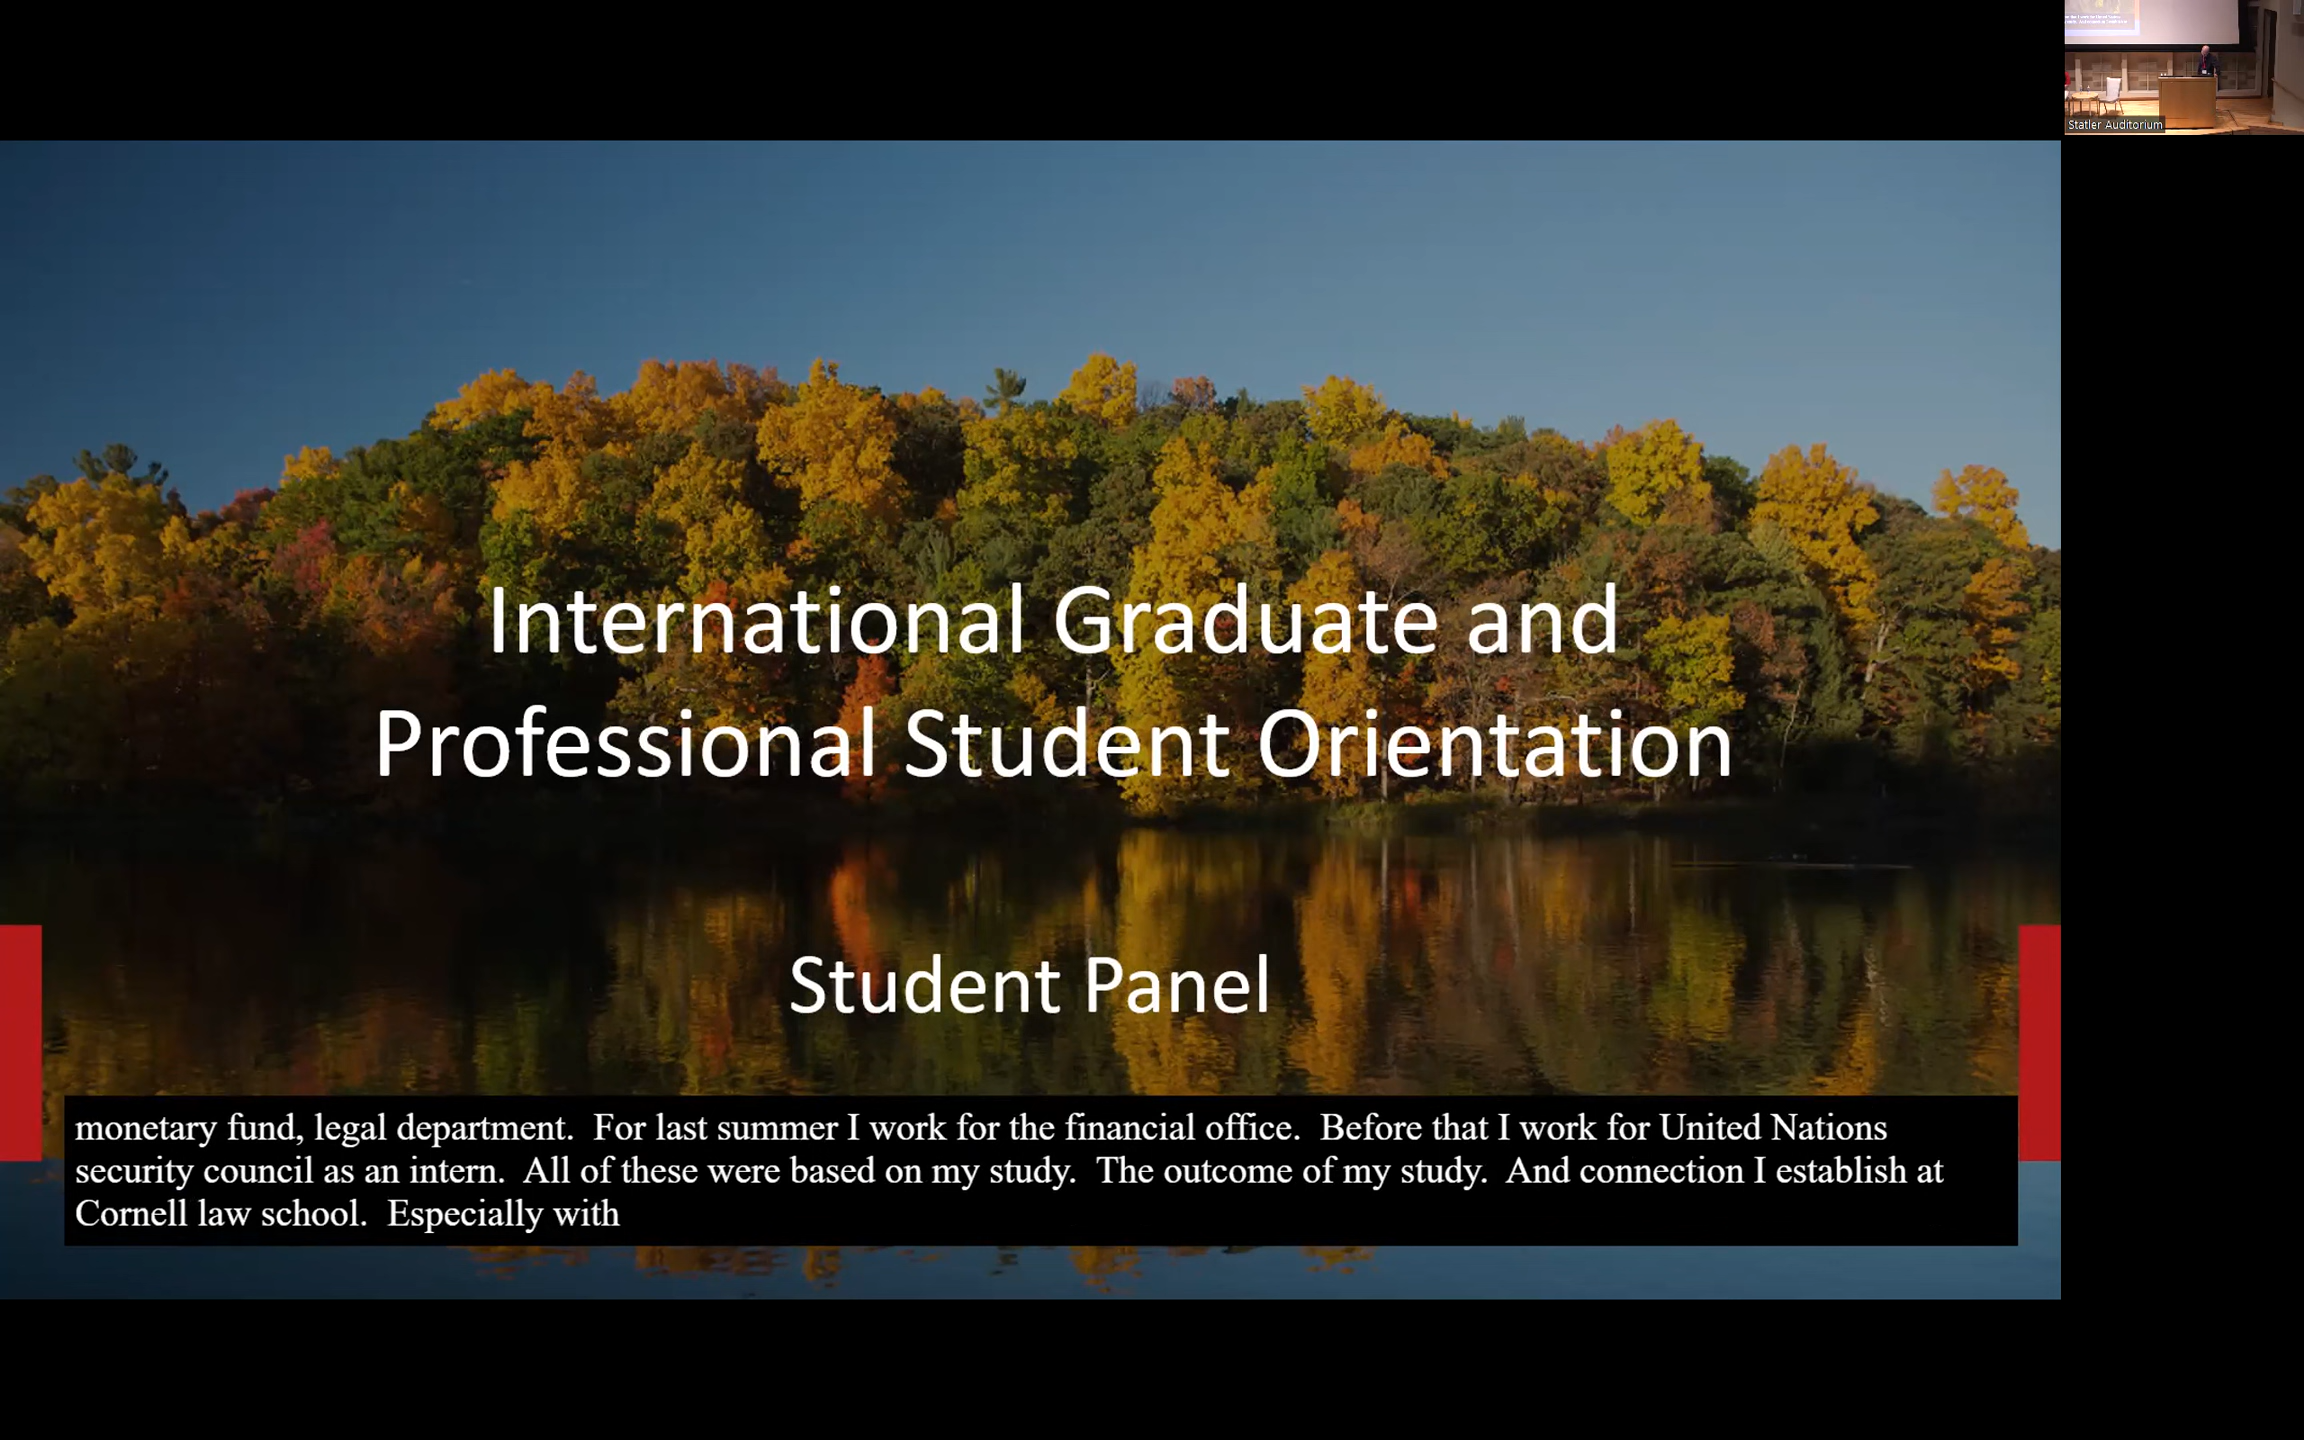 Statler Auditorium
International Graduate and
Professional Student Orientation
Student Panel
monetary fund, legal department.  For last summer I work for the financial office.  Before that I work for United Nations
security council as an intern.  All of these were based on my study.  The outcome of my study.  And connection I establish at
Cornell law school.  Especially with